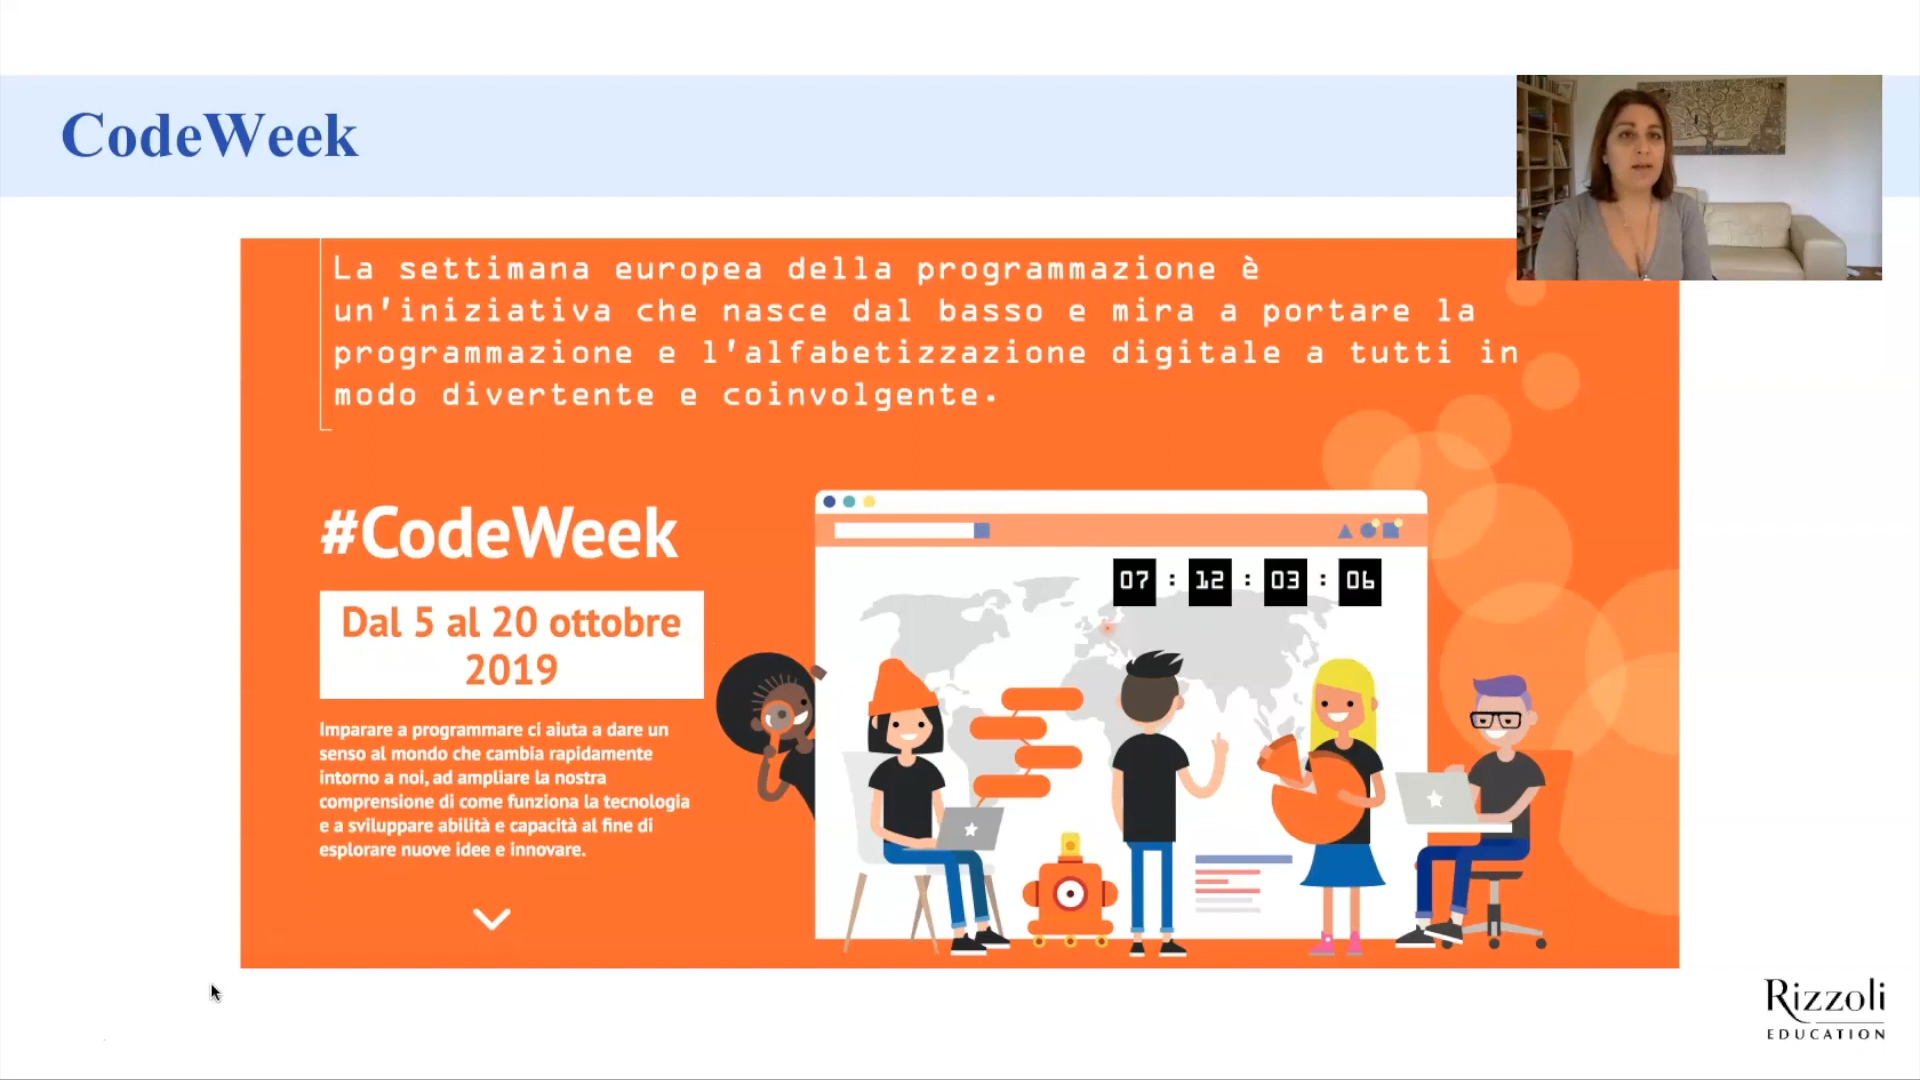 CodeWeek
La settimana europea della programmazione è
un'iniziativa che nasce dal basso e mira a portare la
programmazione e l'alfabetizzazione digitale a tutti in
modo divertente e coinvolgente.
#CodeWeek
Dal 5 al 20 ottobre
2019
Imparare a programmare ci aiuta a dare un
senso al mondo che cambia rapidamente
intorno a noi, ad ampliare la nostra
comprensione di come funziona la tecnologia
e a sviluppare abilità e capacità al fine di
esplorare nuove idee e innovare.
07 : 12 : 03 : 06
Rizzoli
EDUCATION